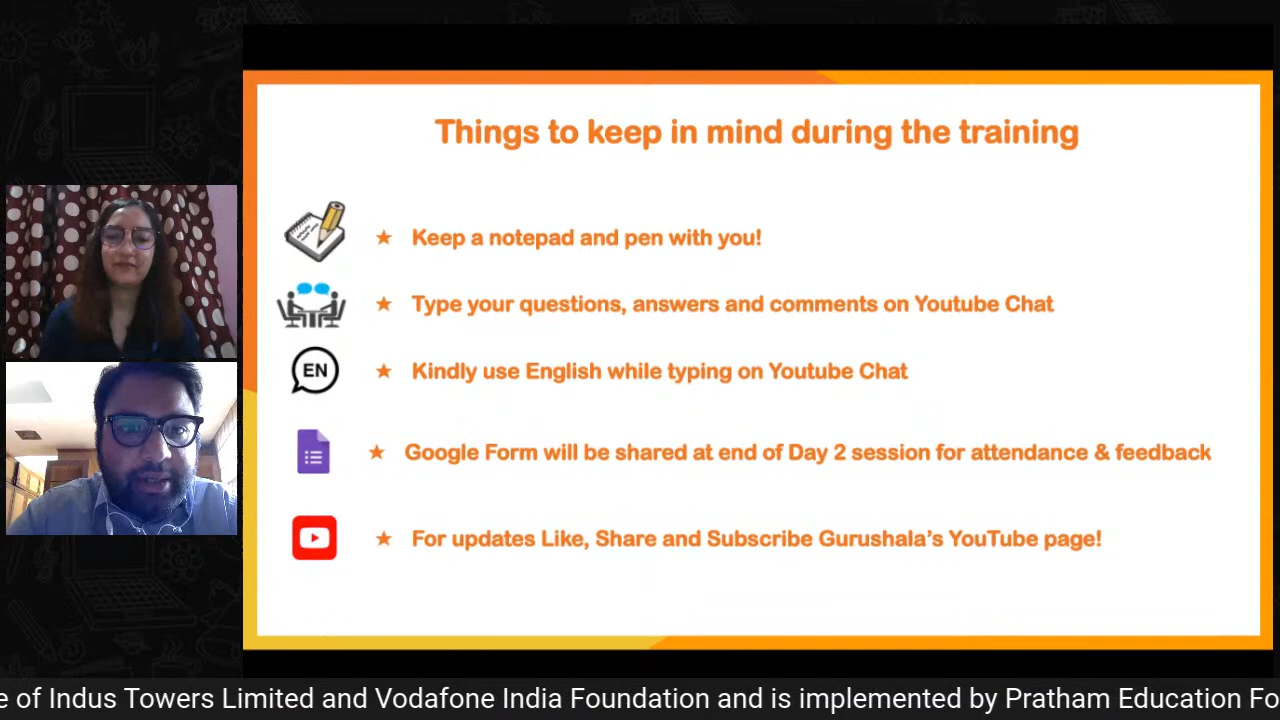 Things to keep in mind during the training
★ Keep a notepad and pen with you!
★ Type your questions, answers and comments on Youtube Chat
EN
★ Kindly use English while typing on Youtube Chat
★ Google Form will be shared at end of Day 2 session for attendance & feedback
★ For updates Like, Share and Subscribe Gurushala’s YouTube page!
e of Indus Towers Limited and Vodafone India Foundation and is implemented by Pratham Education Fo